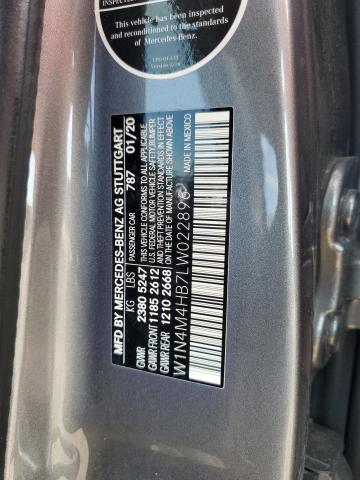 INSPECTED
This vehicle has been inspected
and reconditioned to the standards
of Mercedes-Benz.
MFD BY MERCEDES-BENZ AG STUTTGART
PASSENGER CAR 787 01/20
KG LBS
GVWR 2380 5247
GAWR FRONT 1185 2612
GAWR REAR 1210 2668
THIS VEHICLE CONFORMS TO ALL APPLICABLE
U.S. FEDERAL MOTOR VEHICLE SAFETY/BUMPER
AND THEFT PREVENTION STANDARDS IN EFFECT
ON THE DATE OF MANUFACTURE SHOWN ABOVE
W1N4M4HB7LW022896
MADE IN MEXICO